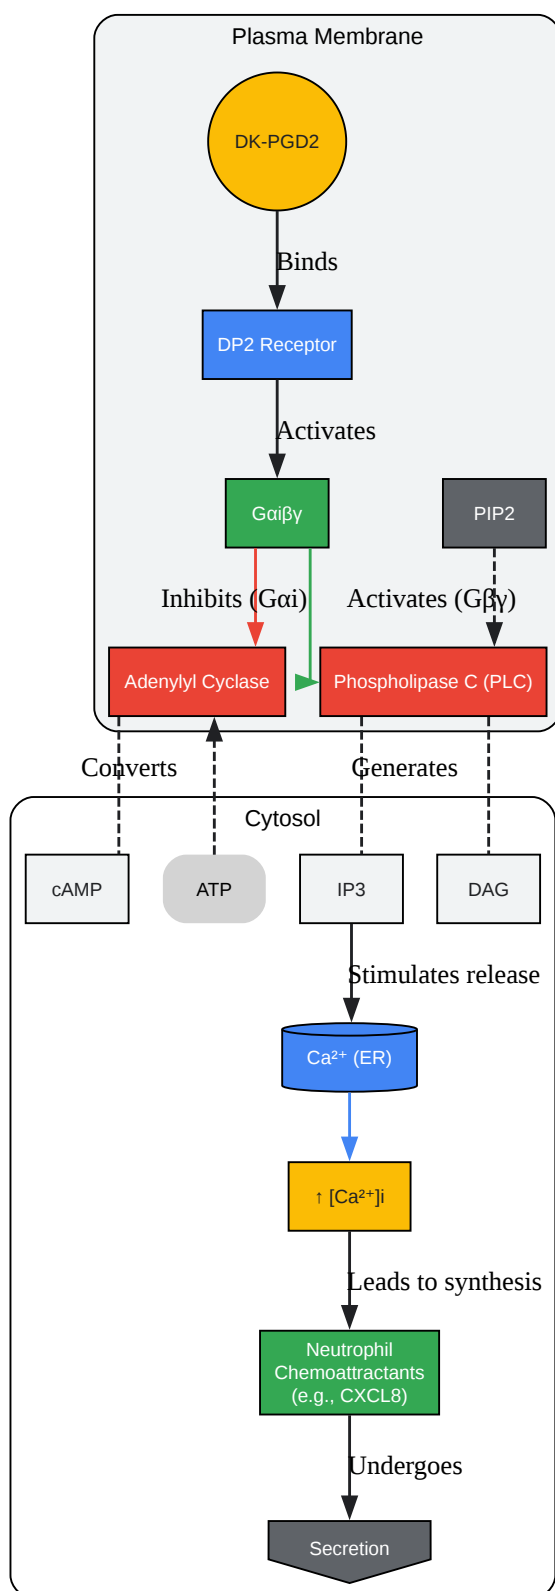 Plasma Membrane
DK-PGD2
Binds
DP2 Receptor
Activates
Gαiβγ
PIP2
Inhibits (Gαi)
Activates (Gβγ)
Adenylyl Cyclase
Phospholipase C (PLC)
Converts
Generates
Cytosol
cAMP
ATP
IP3
DAG
Stimulates release
Ca²⁺ (ER)
↑ [Ca²⁺]i
Leads to synthesis
Neutrophil
Chemoattractants
(e.g., CXCL8)
Undergoes
Secretion